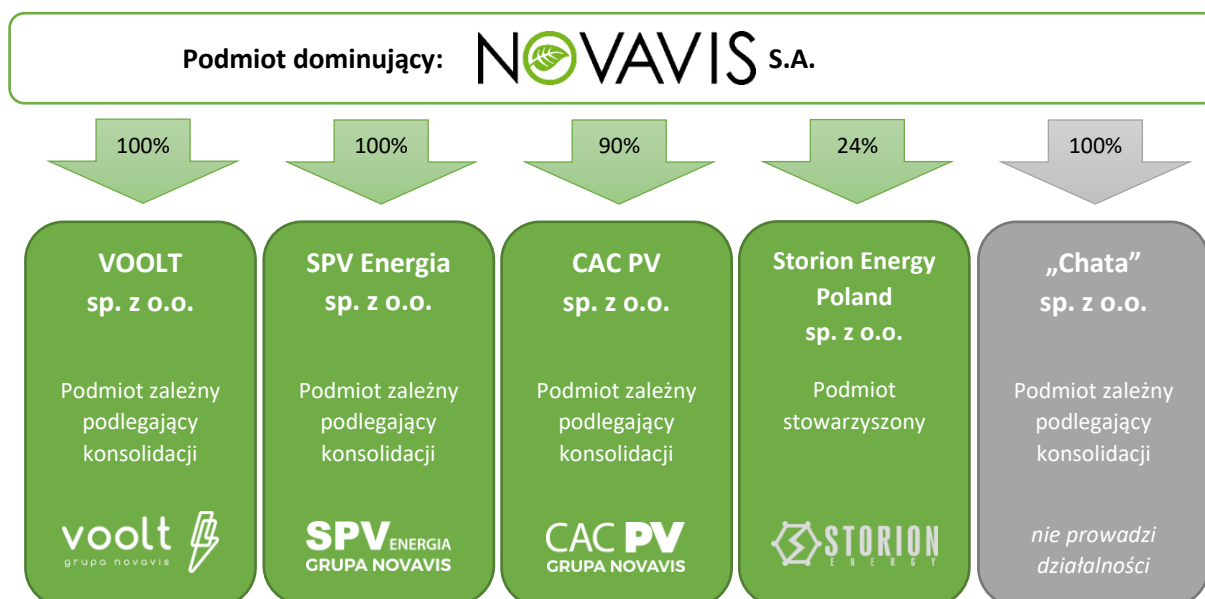 Podmiot dominujący: NOVAVIS S.A.
100%
100%
90%
24%
100%
VOOLT
sp. z o.o.
Podmiot zależny
podlegający
konsolidacji
voolt
grupa novavis
SPV Energia
sp. z o.o.
Podmiot zależny
podlegający
konsolidacji
SPV ENERGIA
GRUPA NOVAVIS
CAC PV
sp. z o.o.
Podmiot zależny
podlegający
konsolidacji
CAC PV
GRUPA NOVAVIS
Storion Energy
Poland
sp. z o.o.
Podmiot
stowarzyszony
STORION
ENERGY
„Chata”
sp. z o.o.
Podmiot zależny
podlegający
konsolidacji
nie prowadzi
działalności